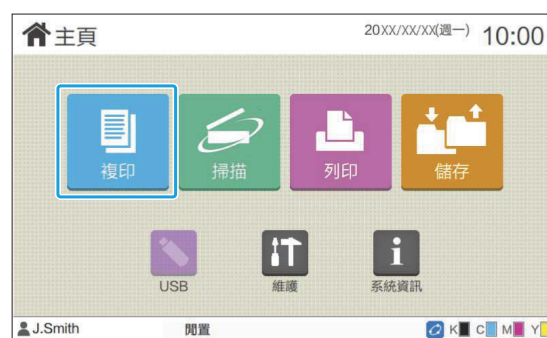 主頁
20XX/XX/XX(週一) 10:00
複印 掃描 列印 儲存
USB 維護 系統資訊
J.Smith 閒置 K C M Y